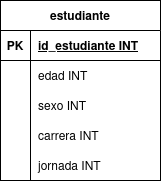 estudiante
PK id_estudiante INT
edad INT
sexo INT
carrera INT
jornada INT